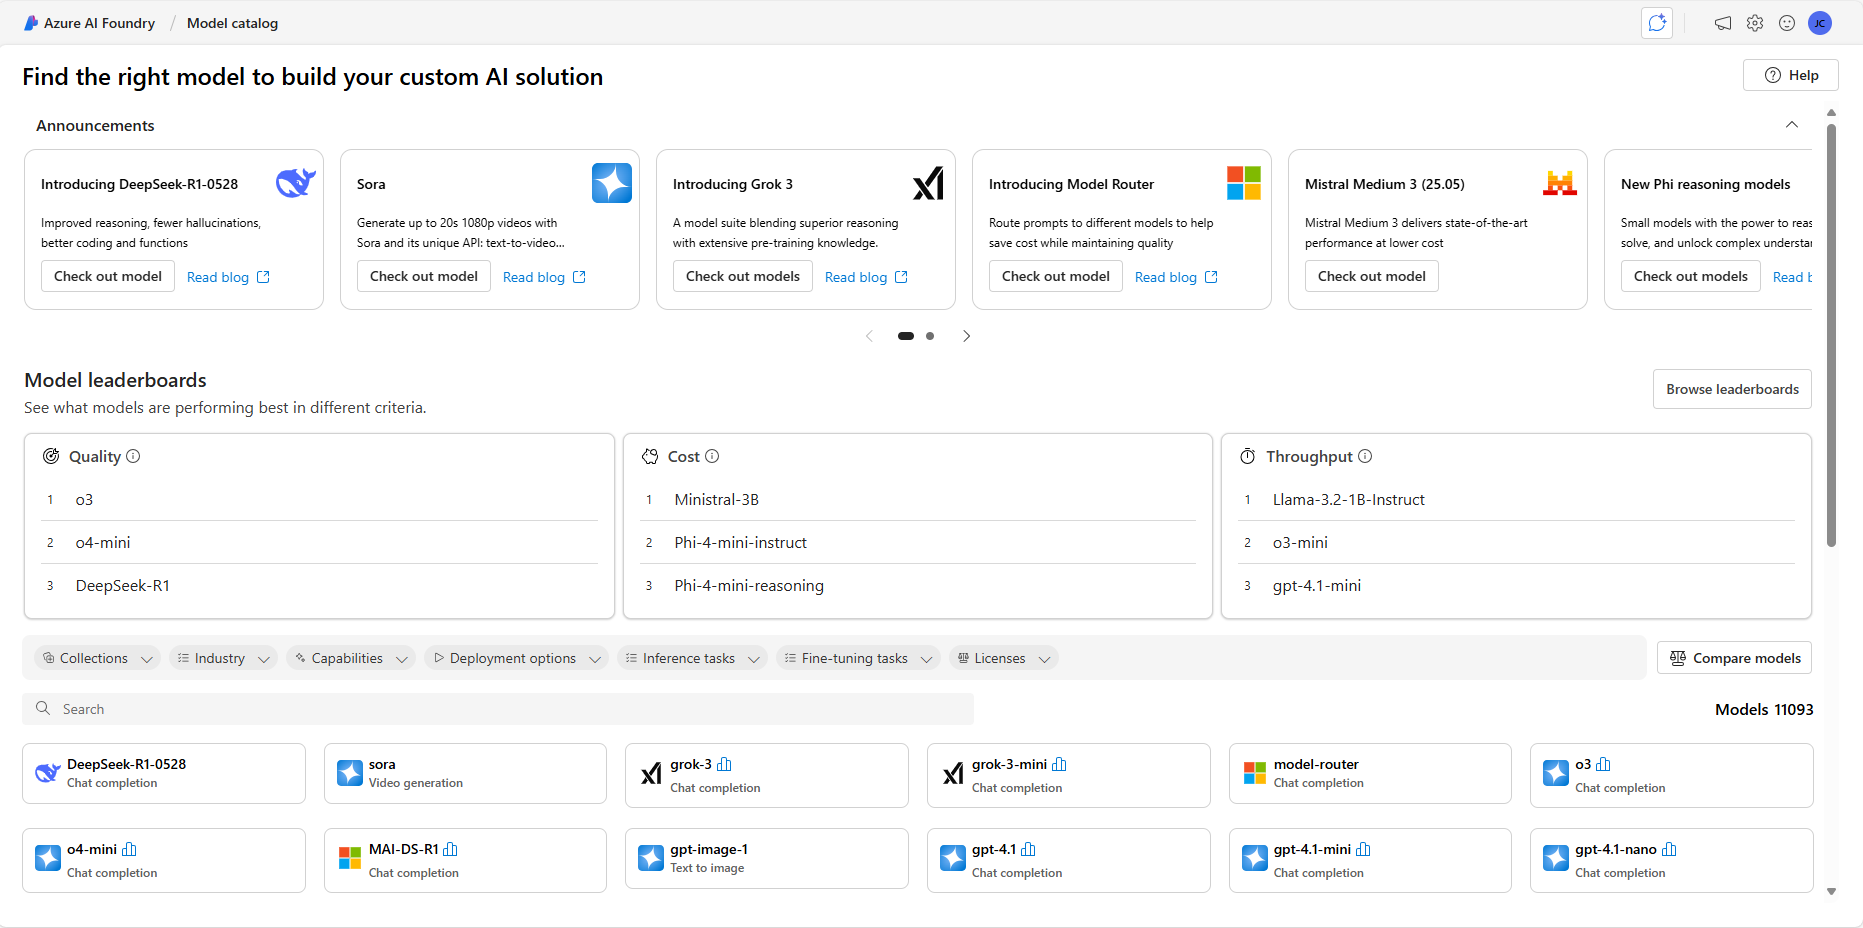 Azure AI Foundry / Model catalog
JC
Find the right model to build your custom AI solution
Help
Announcements
Introducing DeepSeek-R1-0528
Improved reasoning, fewer hallucinations,
better coding and functions
Check out model
Read blog
Sora
Generate up to 20s 1080p videos with
Sora and its unique API: text-to-video...
Check out model
Read blog
Introducing Grok 3
A model suite blending superior reasoning
with extensive pre-training knowledge.
Check out models
Read blog
Introducing Model Router
Route prompts to different models to help
save cost while maintaining quality
Check out model
Read blog
Mistral Medium 3 (25.05)
Mistral Medium 3 delivers state-of-the-art
performance at lower cost
Check out model
New Phi reasoning models
Small models with the power to reas
solve, and unlock complex understar
Check out models
Read b
Model leaderboards
See what models are performing best in different criteria.
Browse leaderboards
Quality
1 o3
2 o4-mini
3 DeepSeek-R1
Cost
1 Ministral-3B
2 Phi-4-mini-instruct
3 Phi-4-mini-reasoning
Throughput
1 Llama-3.2-1B-Instruct
2 o3-mini
3 gpt-4.1-mini
Collections
Industry
Capabilities
Deployment options
Inference tasks
Fine-tuning tasks
Licenses
Compare models
Search
Models 11093
DeepSeek-R1-0528
Chat completion
sora
Video generation
grok-3
Chat completion
grok-3-mini
Chat completion
model-router
Chat completion
o3
Chat completion
o4-mini
Chat completion
MAI-DS-R1
Chat completion
gpt-image-1
Text to image
gpt-4.1
Chat completion
gpt-4.1-mini
Chat completion
gpt-4.1-nano
Chat completion